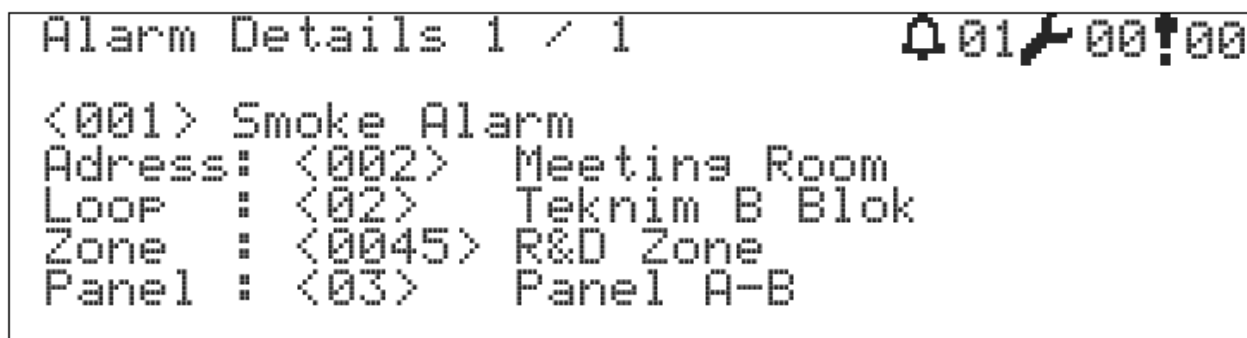 Alarm Details 1 / 1 01 00 00
<001> Smoke Alarm
Adress: <002> Meeting Room
Loop : <02> Teknim B Blok
Zone : <0045> R&D Zone
Panel : <03> Panel A-B